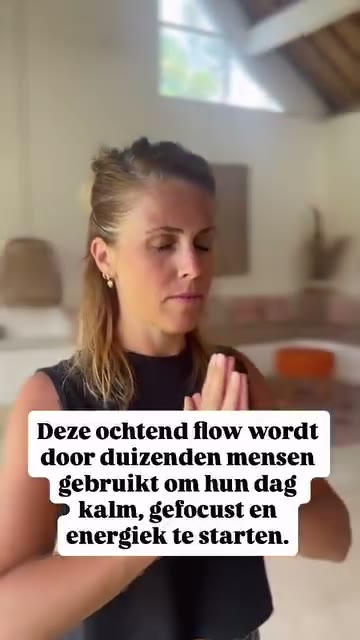 Deze ochtend flow wordt
door duizenden mensen
gebruikt om hun dag
kalm, gefocust en
energiek te starten.